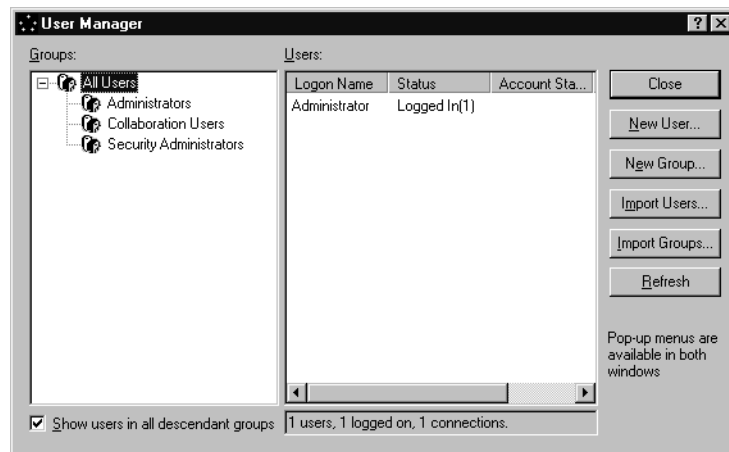 User Manager
Groups:
All Users
Administrators
Collaboration Users
Security Administrators
Show users in all descendant groups
Users:
Logon Name Status Account Sta...
Administrator Logged In(1)
1 users, 1 logged on, 1 connections.
Close
New User...
New Group...
Import Users...
Import Groups...
Refresh
Pop-up menus are
available in both
windows